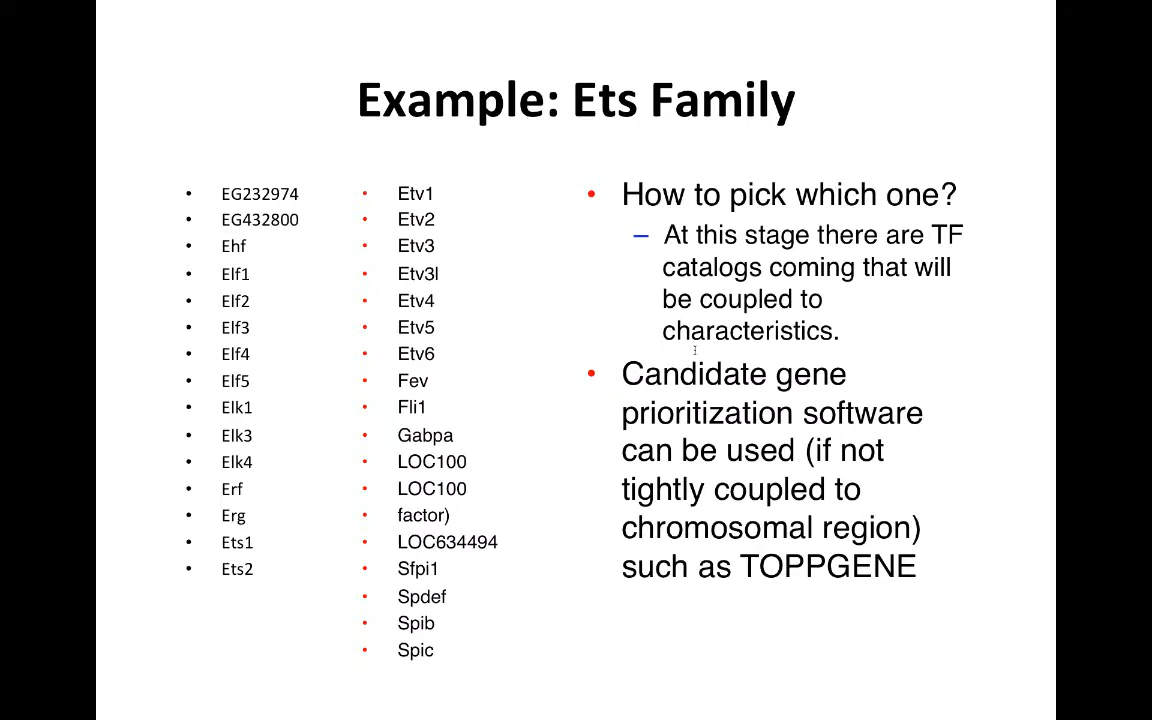 Example: Ets Family
EG232974
EG432800
Ehf
Elf1
Elf2
Elf3
Elf4
Elf5
Elk1
Elk3
Elk4
Erf
Erg
Ets1
Ets2
Etv1
Etv2
Etv3
Etv3l
Etv4
Etv5
Etv6
Fev
Fli1
Gabpa
LOC100
LOC100
factor)
LOC634494
Sfpi1
Spdef
Spib
Spic
How to pick which one?
– At this stage there are TF
catalogs coming that will
be coupled to
characteristics.
Candidate gene
prioritization software
can be used (if not
tightly coupled to
chromosomal region)
such as TOPPGENE